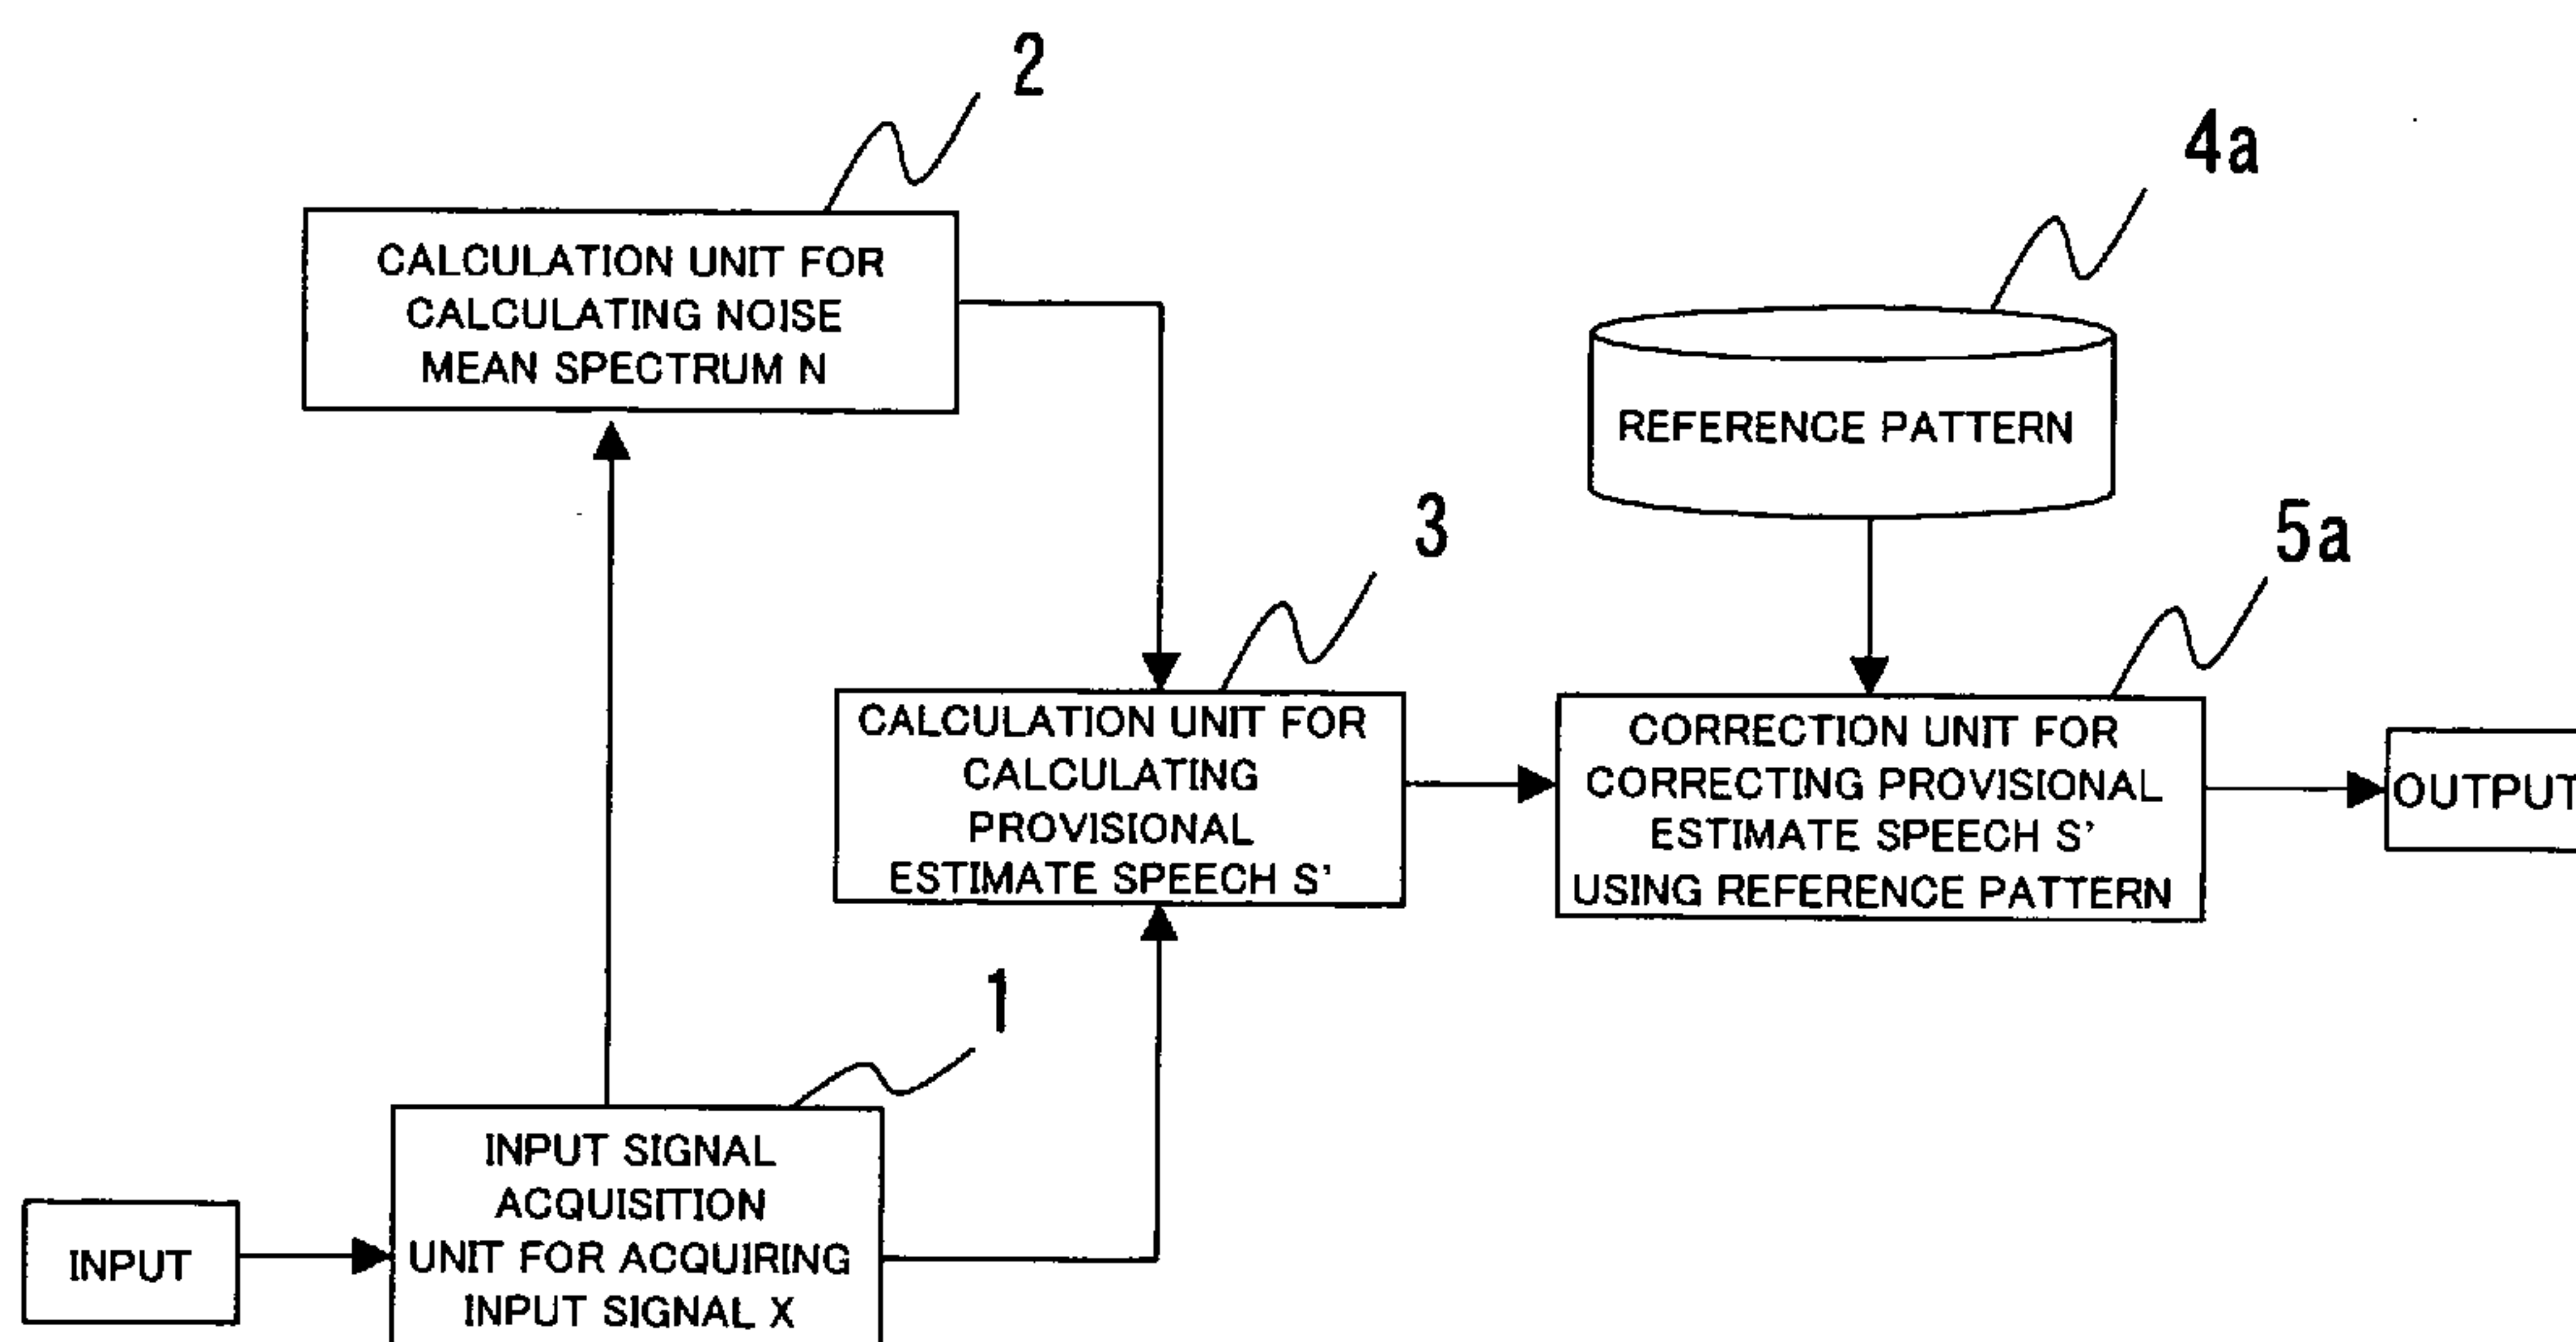 2
CALCULATION UNIT FOR
CALCULATING NOISE
MEAN SPECTRUM N
4a
REFERENCE PATTERN
3
CALCULATION UNIT FOR
CALCULATING
PROVISIONAL
ESTIMATE SPEECH S'
5a
CORRECTION UNIT FOR
CORRECTING PROVISIONAL
ESTIMATE SPEECH S'
USING REFERENCE PATTERN
OUTPUT
1
INPUT SIGNAL
ACQUISITION
UNIT FOR ACQUIRING
INPUT SIGNAL X
INPUT